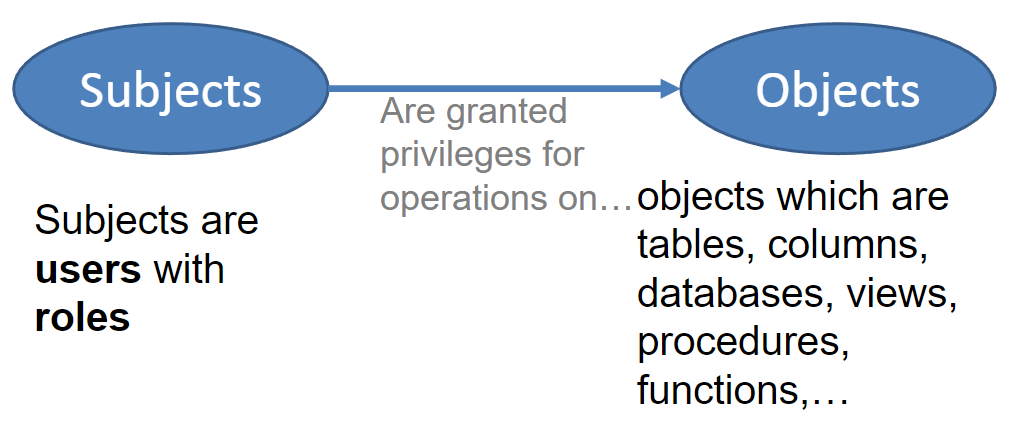 Subjects
Objects
Are granted
privileges for
operations on…
Subjects are
users with
roles
objects which are
tables, columns,
databases, views,
procedures,
functions,…